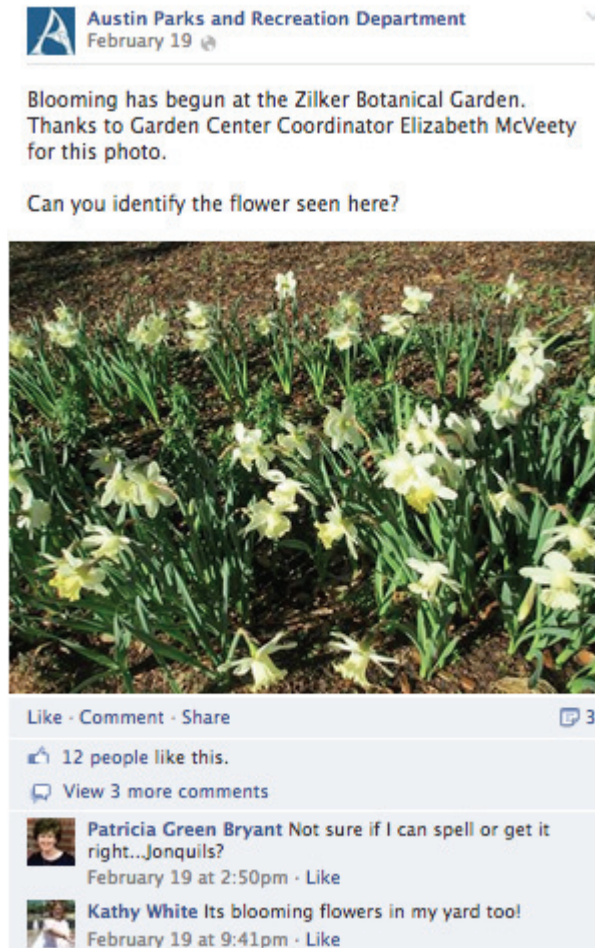 Austin Parks and Recreation Department
February 19
Blooming has begun at the Zilker Botanical Garden.
Thanks to Garden Center Coordinator Elizabeth McVeety
for this photo.
Can you identify the flower seen here?
Like · Comment · Share
3
12 people like this.
View 3 more comments
Patricia Green Bryant Not sure if I can spell or get it
right...Jonquils?
February 19 at 2:50pm · Like
Kathy White Its blooming flowers in my yard too!
February 19 at 9:41pm · Like